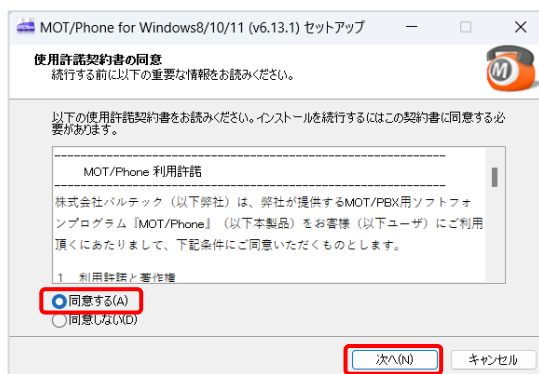 MOT/Phone for Windows8/10/11 (v6.13.1) セットアップ
使用許諾契約書の同意
続行する前に以下の重要な情報をお読みください。
M
以下の使用許諾契約書をお読みください。インストールを続行するにはこの契約書に同意する必
要があります。
------------------------------------------------------------
MOT/Phone 利用許諾
------------------------------------------------------------
株式会社バルテック（以下弊社）は、弊社が提供するMOT/PBX用ソフトフォ
ンプログラム『MOT/Phone』（以下本製品）をお客様（以下ユーザ）にご利用
頂くにあたりまして、下記条件にご同意いただくものとします。
1　利用許諾と著作権
同意する(A)
同意しない(D)
次へ(N)
キャンセル